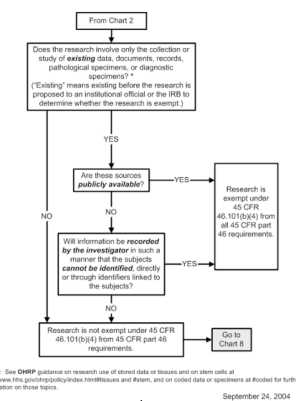 From Chart 2
Does the research involve only the collection or
study of existing data, documents, records,
pathological specimens, or diagnostic
specimens? *
("Existing" means existing before the research is
proposed to an institutional official or the IRB to
determine whether the research is exempt.)
YES
Are these sources
publicly available?
YES
Research is
exempt under
45 CFR
46.101(b)(4) from
all 45 CFR part
46 requirements.
NO
NO
Will information be recorded
by the investigator in such a
manner that the subjects
cannot be identified, directly
or through identifiers linked to
the subjects?
YES
NO
Research is not exempt under 45 CFR
46.101(b)(4) from 45 CFR part 46
requirements.
Go to
Chart 8
: See OHRP guidance on research use of stored data or tissues and on stem cells at
www.hhs.gov/ohrp/policy/index.html#tissues and #stem, and on coded data or specimens at #coded for furth
ation on those topics.
September 24, 2004